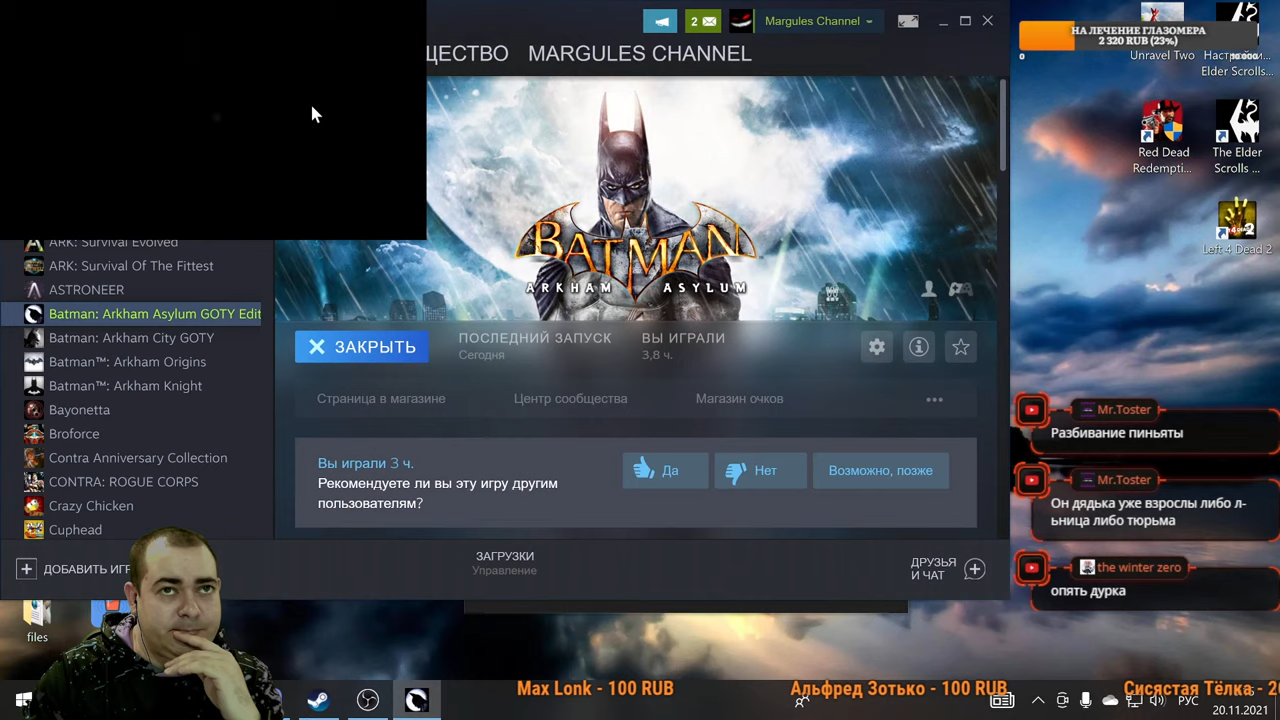 2
Margules Channel
ЩЕСТВО MARGULES CHANNEL
BATMAN
ARKHAM ASYLUM
ARK: Survival Evolved
ARK: Survival Of The Fittest
ASTRONEER
Batman: Arkham Asylum GOTY Edit
Batman: Arkham City GOTY
Batman™: Arkham Origins
Batman™: Arkham Knight
Bayonetta
Broforce
Contra Anniversary Collection
CONTRA: ROGUE CORPS
Crazy Chicken
Cuphead
ДОБАВИТЬ ИГР
ЗАКРЫТЬ
ПОСЛЕДНИЙ ЗАПУСК
Сегодня
ВЫ ИГРАЛИ
3,8 ч.
Страница в магазине
Центр сообщества
Магазин очков
Вы играли 3 ч.
Рекомендуете ли вы эту игру другим
пользователям?
Да
Нет
Возможно, позже
ЗАГРУЗКИ
Управление
ДРУЗЬЯ
И ЧАТ
НА ЛЕЧЕНИЕ ГЛАЗОМЕРА
2 320 RUB (23%)
0
Unravel Two
Настройки...
Elder Scrolls...
Red Dead
Redempti...
The Elder
Scrolls ...
Left 4 Dead 2
Mr.Toster
Разбивание пиньяты
Mr.Toster
Он дядька уже взрослы либо л-
ьница либо тюрьма
the winter zero
опять дурка
files
Max Lonk - 100 RUB
Альфред Зотько - 100 RUB
Сисястая Тёлка - 20
РУС
20.11.2021